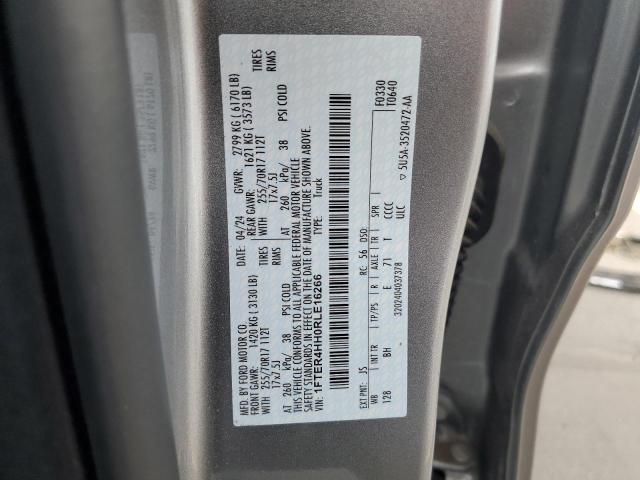 MFD. BY FORD MOTOR CO.
DATE: 04/24 GVWR: 2799 KG ( 6170 LB)
FRONT GAWR: 1420 KG ( 3130 LB) REAR GAWR: 1621 KG ( 3573 LB)
WITH 255/70R17 112T TIRES WITH 255/70R17 112T TIRES
17x7.5J RIMS 17x7.5J RIMS
AT 260 kPa/ 38 PSI COLD AT 260 kPa/ 38 PSI COLD
THIS VEHICLE CONFORMS TO ALL APPLICABLE FEDERAL MOTOR VEHICLE
SAFETY STANDARDS IN EFFECT ON THE DATE OF MANUFACTURE SHOWN ABOVE.
VIN: 1FTER4HH0RLE16266 TYPE: Truck
F0330
T0640
EXT PNT: JS RC: 56 DSO:
WB INT TR TP/PS R AXLE TR SPR
128 BH E 71 T CCCC
ULC
3202404037378
▽ 5U5A-3520472-AA